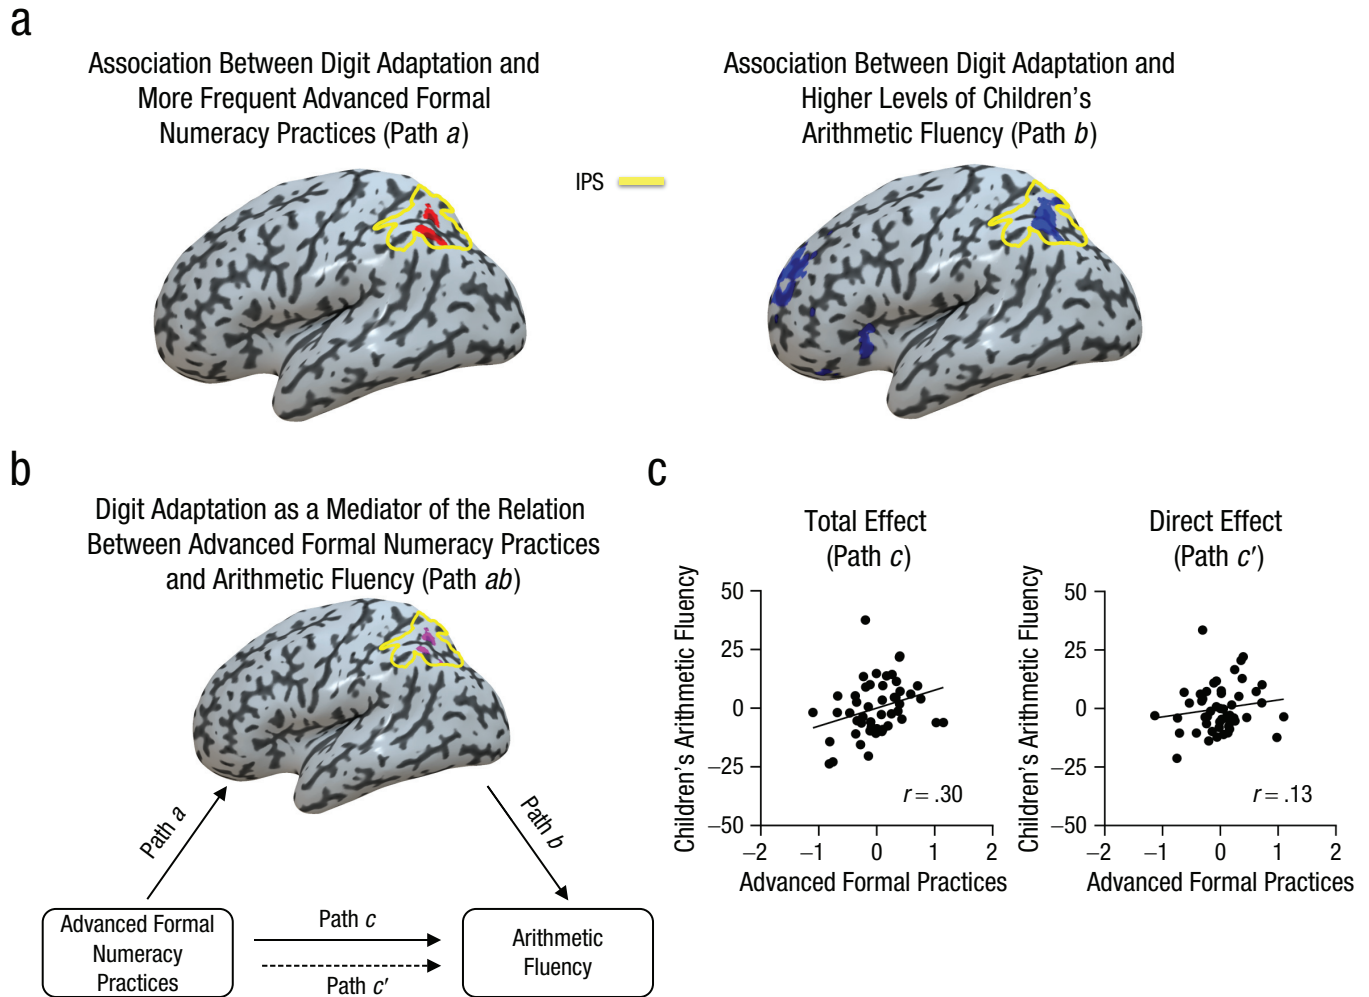 a
Association Between Digit Adaptation and
More Frequent Advanced Formal
Numeracy Practices (Path a)
Association Between Digit Adaptation and
Higher Levels of Children’s
Arithmetic Fluency (Path b)
IPS
b
Digit Adaptation as a Mediator of the Relation
Between Advanced Formal Numeracy Practices
and Arithmetic Fluency (Path ab)
Path a
Path b
Advanced Formal
Numeracy
Practices
Path c
Path c′
Arithmetic
Fluency
c
Total Effect
(Path c)
Children’s Arithmetic Fluency
50
25
0
−25
−50
r = .30
−2 −1 0 1 2
Advanced Formal Practices
Direct Effect
(Path c′)
Children’s Arithmetic Fluency
50
25
0
−25
−50
r = .13
−2 −1 0 1 2
Advanced Formal Practices